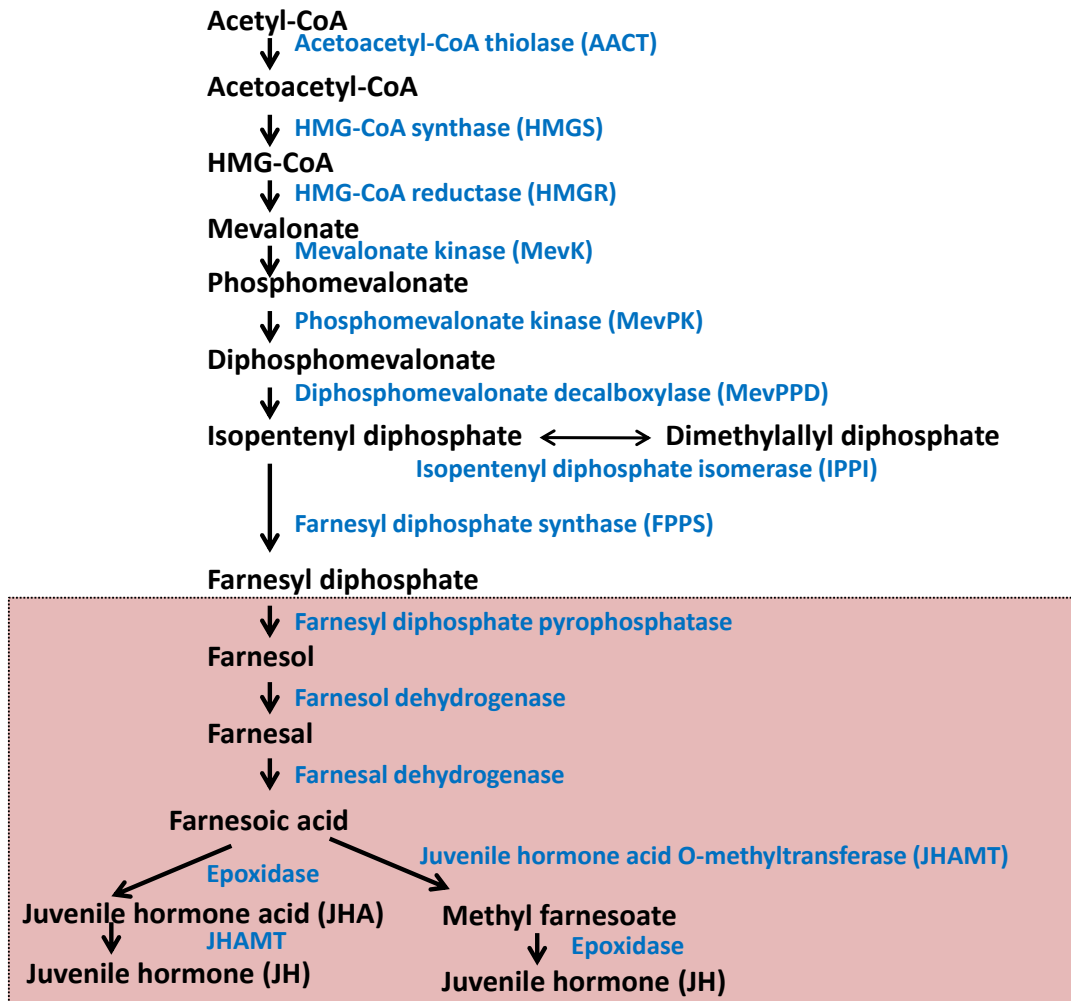 Acetyl-CoA
Acetoacetyl-CoA thiolase (AACT)
Acetoacetyl-CoA
HMG-CoA synthase (HMGS)
HMG-CoA
HMG-CoA reductase (HMGR)
Mevalonate
Mevalonate kinase (MevK)
Phosphomevalonate
Phosphomevalonate kinase (MevPK)
Diphosphomevalonate
Diphosphomevalonate decalboxylase (MevPPD)
Isopentenyl diphosphate Dimethylallyl diphosphate
Isopentenyl diphosphate isomerase (IPPI)
Farnesyl diphosphate synthase (FPPS)
Farnesyl diphosphate
Farnesyl diphosphate pyrophosphatase
Farnesol
Farnesol dehydrogenase
Farnesal
Farnesal dehydrogenase
Farnesoic acid
Juvenile hormone acid O-methyltransferase (JHAMT)
Epoxidase
Juvenile hormone acid (JHA) Methyl farnesoate
JHAMT Epoxidase
Juvenile hormone (JH) Juvenile hormone (JH)